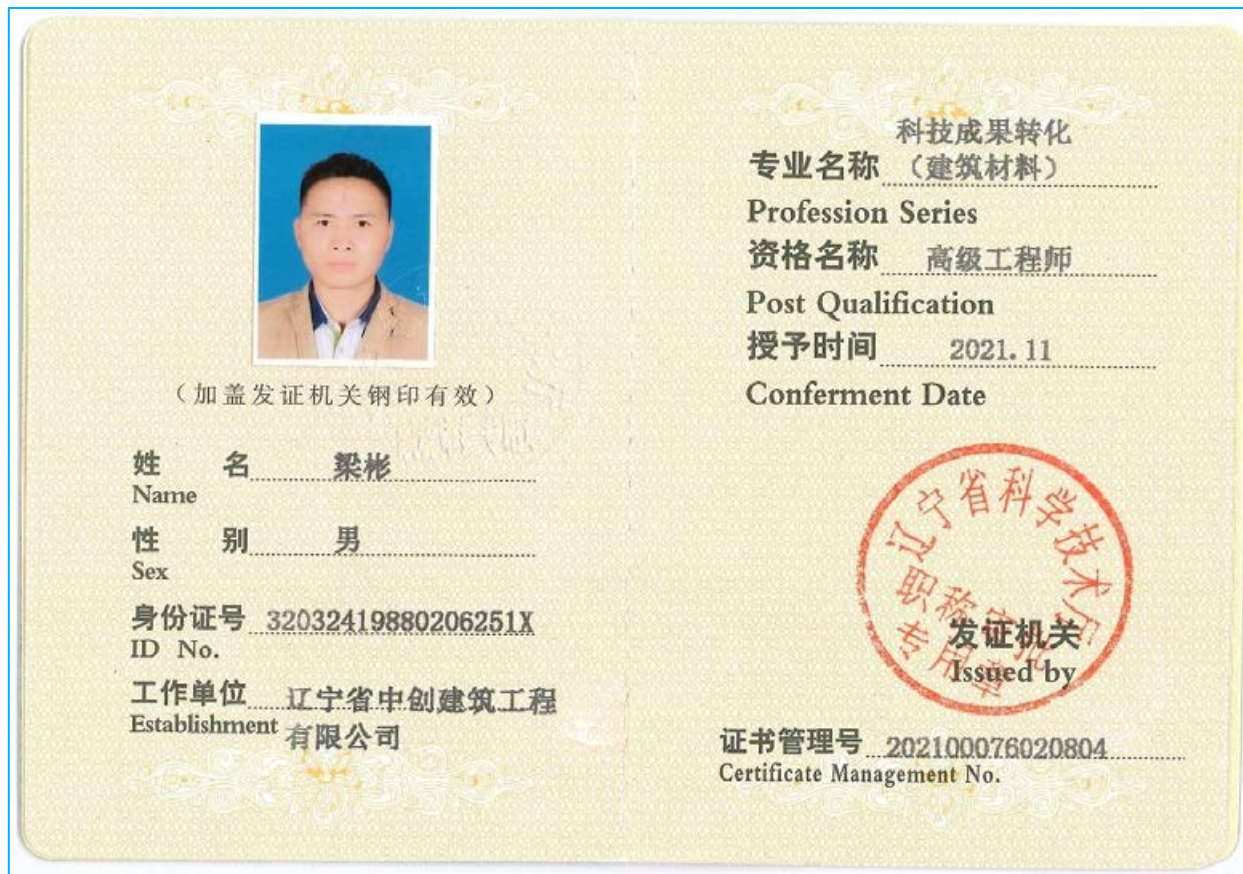 （加盖发证机关钢印有效）
姓 名 梁彬
Name
性 别 男
Sex
身份证号 32032419880206251X
ID No.
工作单位 辽宁省中创建筑工程
Establishment 有限公司
科技成果转化
专业名称 （建筑材料）
Profession Series
资格名称 高级工程师
Post Qualification
授予时间 2021.11
Conferment Date
辽宁省科学技术厅
职称审批
专用章
发证机关
Issued by
证书管理号 202100076020804
Certificate Management No.